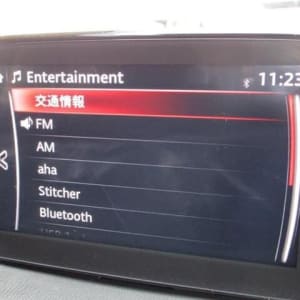 Entertainment
11:23
交通情報
FM
AM
aha
Stitcher
Bluetooth